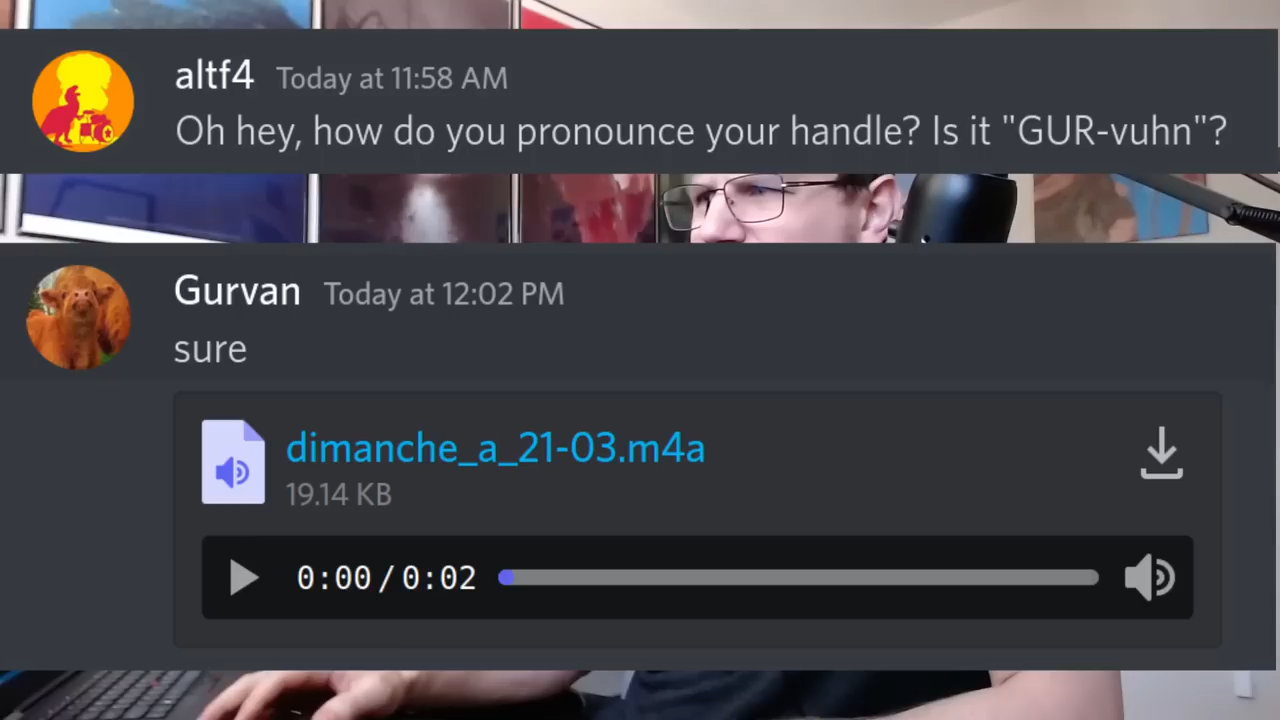 altf4 Today at 11:58 AM
Oh hey, how do you pronounce your handle? Is it "GUR-vuhn"?
Gurvan Today at 12:02 PM
sure
dimanche_a_21-03.m4a
19.14 KB
0:00 / 0:02